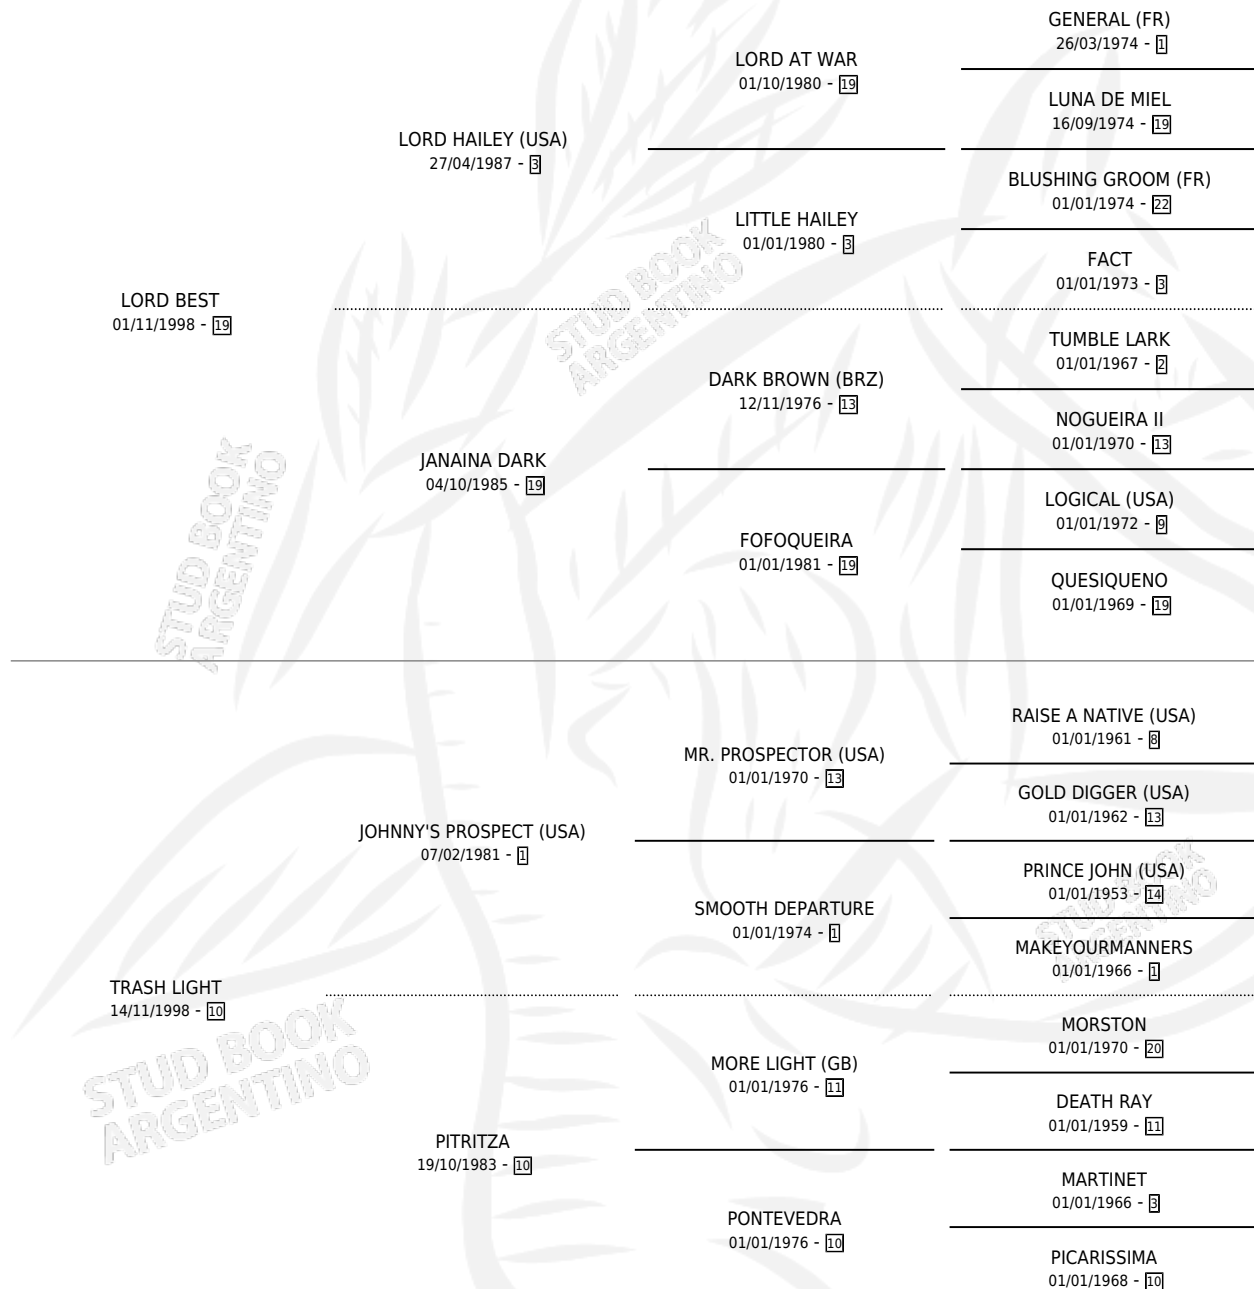 GENERAL (FR)
26/03/1974 - 1
LORD AT WAR
01/10/1980 - 19
LUNA DE MIEL
16/09/1974 - 19
LORD HAILEY (USA)
27/04/1987 - 3
BLUSHING GROOM (FR)
01/01/1974 - 22
LITTLE HAILEY
01/01/1980 - 3
FACT
01/01/1973 - 3
LORD BEST
01/11/1998 - 19
TUMBLE LARK
01/01/1967 - 2
DARK BROWN (BRZ)
12/11/1976 - 13
NOGUEIRA II
01/01/1970 - 13
JANAINA DARK
04/10/1985 - 19
LOGICAL (USA)
01/01/1972 - 9
FOFOQUEIRA
01/01/1981 - 19
QUESIQUENO
01/01/1969 - 19
RAISE A NATIVE (USA)
01/01/1961 - 8
MR. PROSPECTOR (USA)
01/01/1970 - 13
GOLD DIGGER (USA)
01/01/1962 - 13
JOHNNY'S PROSPECT (USA)
07/02/1981 - 1
PRINCE JOHN (USA)
01/01/1953 - 14
SMOOTH DEPARTURE
01/01/1974 - 1
MAKEYOURMANNERS
01/01/1966 - 1
TRASH LIGHT
14/11/1998 - 10
MORSTON
01/01/1970 - 20
MORE LIGHT (GB)
01/01/1976 - 11
DEATH RAY
01/01/1959 - 11
PITRITZA
19/10/1983 - 10
MARTINET
01/01/1966 - 3
PONTEVEDRA
01/01/1976 - 10
PICARISSIMA
01/01/1968 - 10
STUD BOOK
ARGENTINO
STUD BOOK
ARGENTINO
STUD BOOK
ARGENTINO
STUD BOOK
ARGENTINO